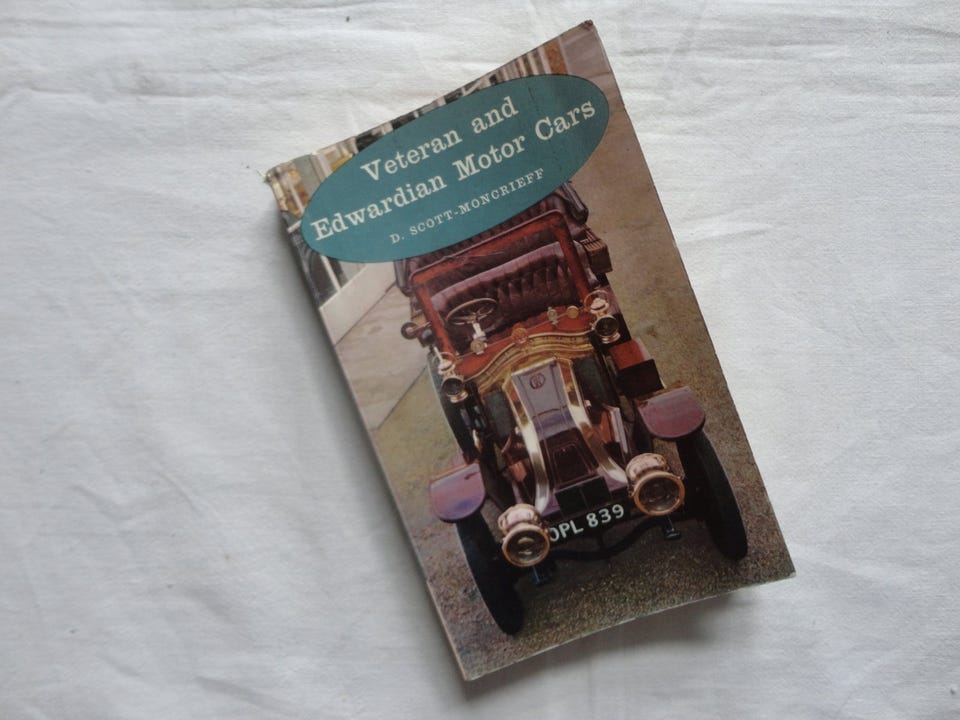 Veteran and
Edwardian Motor Cars
D. SCOTT-MONCRIEFF
OPL 839